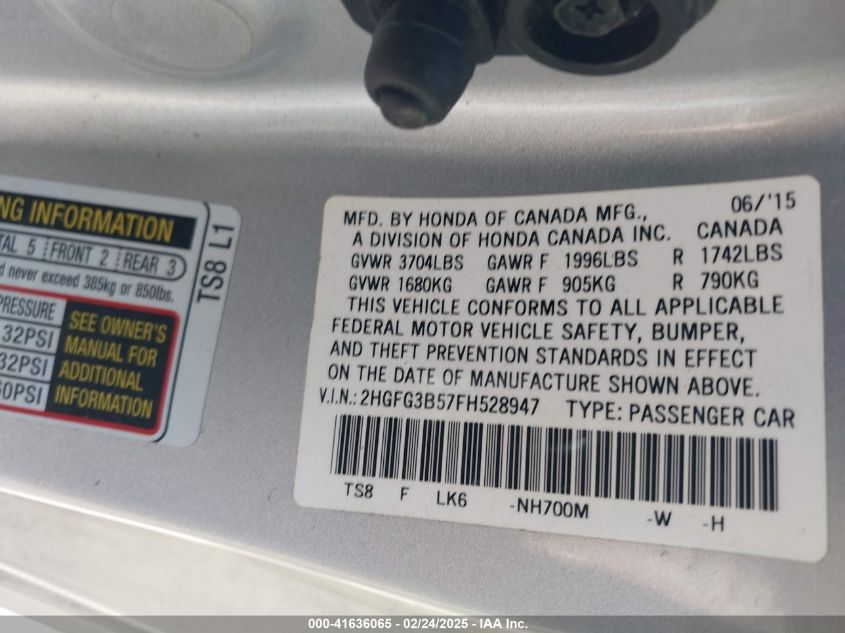 NG INFORMATION
TAL 5 FRONT 2 REAR 3
d never exceed 385kg or 850lbs.
PRESSURE
32PSI
32PSI
60PSI
SEE OWNER'S
MANUAL FOR
ADDITIONAL
INFORMATION
TS8 L1
06/'15
MFD. BY HONDA OF CANADA MFG.,
A DIVISION OF HONDA CANADA INC. CANADA
GVWR 3704LBS GAWR F 1996LBS R 1742LBS
GVWR 1680KG GAWR F 905KG R 790KG
THIS VEHICLE CONFORMS TO ALL APPLICABLE
FEDERAL MOTOR VEHICLE SAFETY, BUMPER,
AND THEFT PREVENTION STANDARDS IN EFFECT
ON THE DATE OF MANUFACTURE SHOWN ABOVE.
V.I.N.: 2HGFG3B57FH528947 TYPE: PASSENGER CAR
TS8 F LK6 -NH700M -W -H
000-41636065 - 02/24/2025 - IAA Inc.